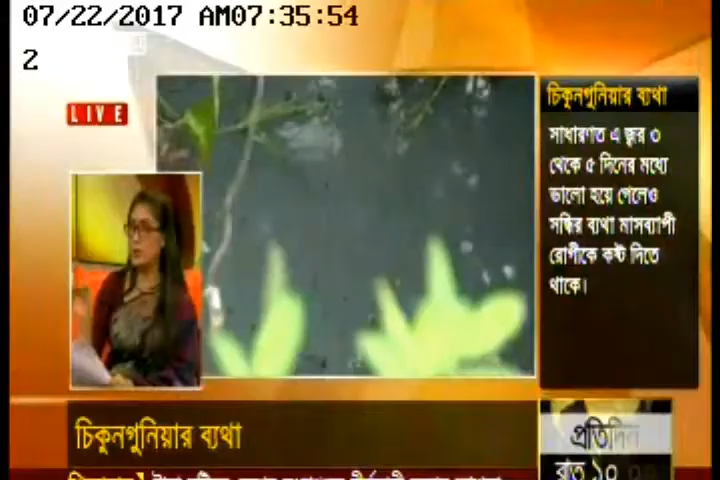 07/22/2017 AM07:35:54
2
LIVE
চিকুনগুনিয়ার ব্যথা
সাধারণত এ জ্বর ৩
থেকে ৫ দিনের মধ্যে
ভালো হয়ে গেলেও
সন্ধির ব্যথা মাসব্যাপী
রোগীকে কষ্ট দিতে
থাকে।
চিকুনগুনিয়ার ব্যথা
প্রতিদিন
রাত ১০